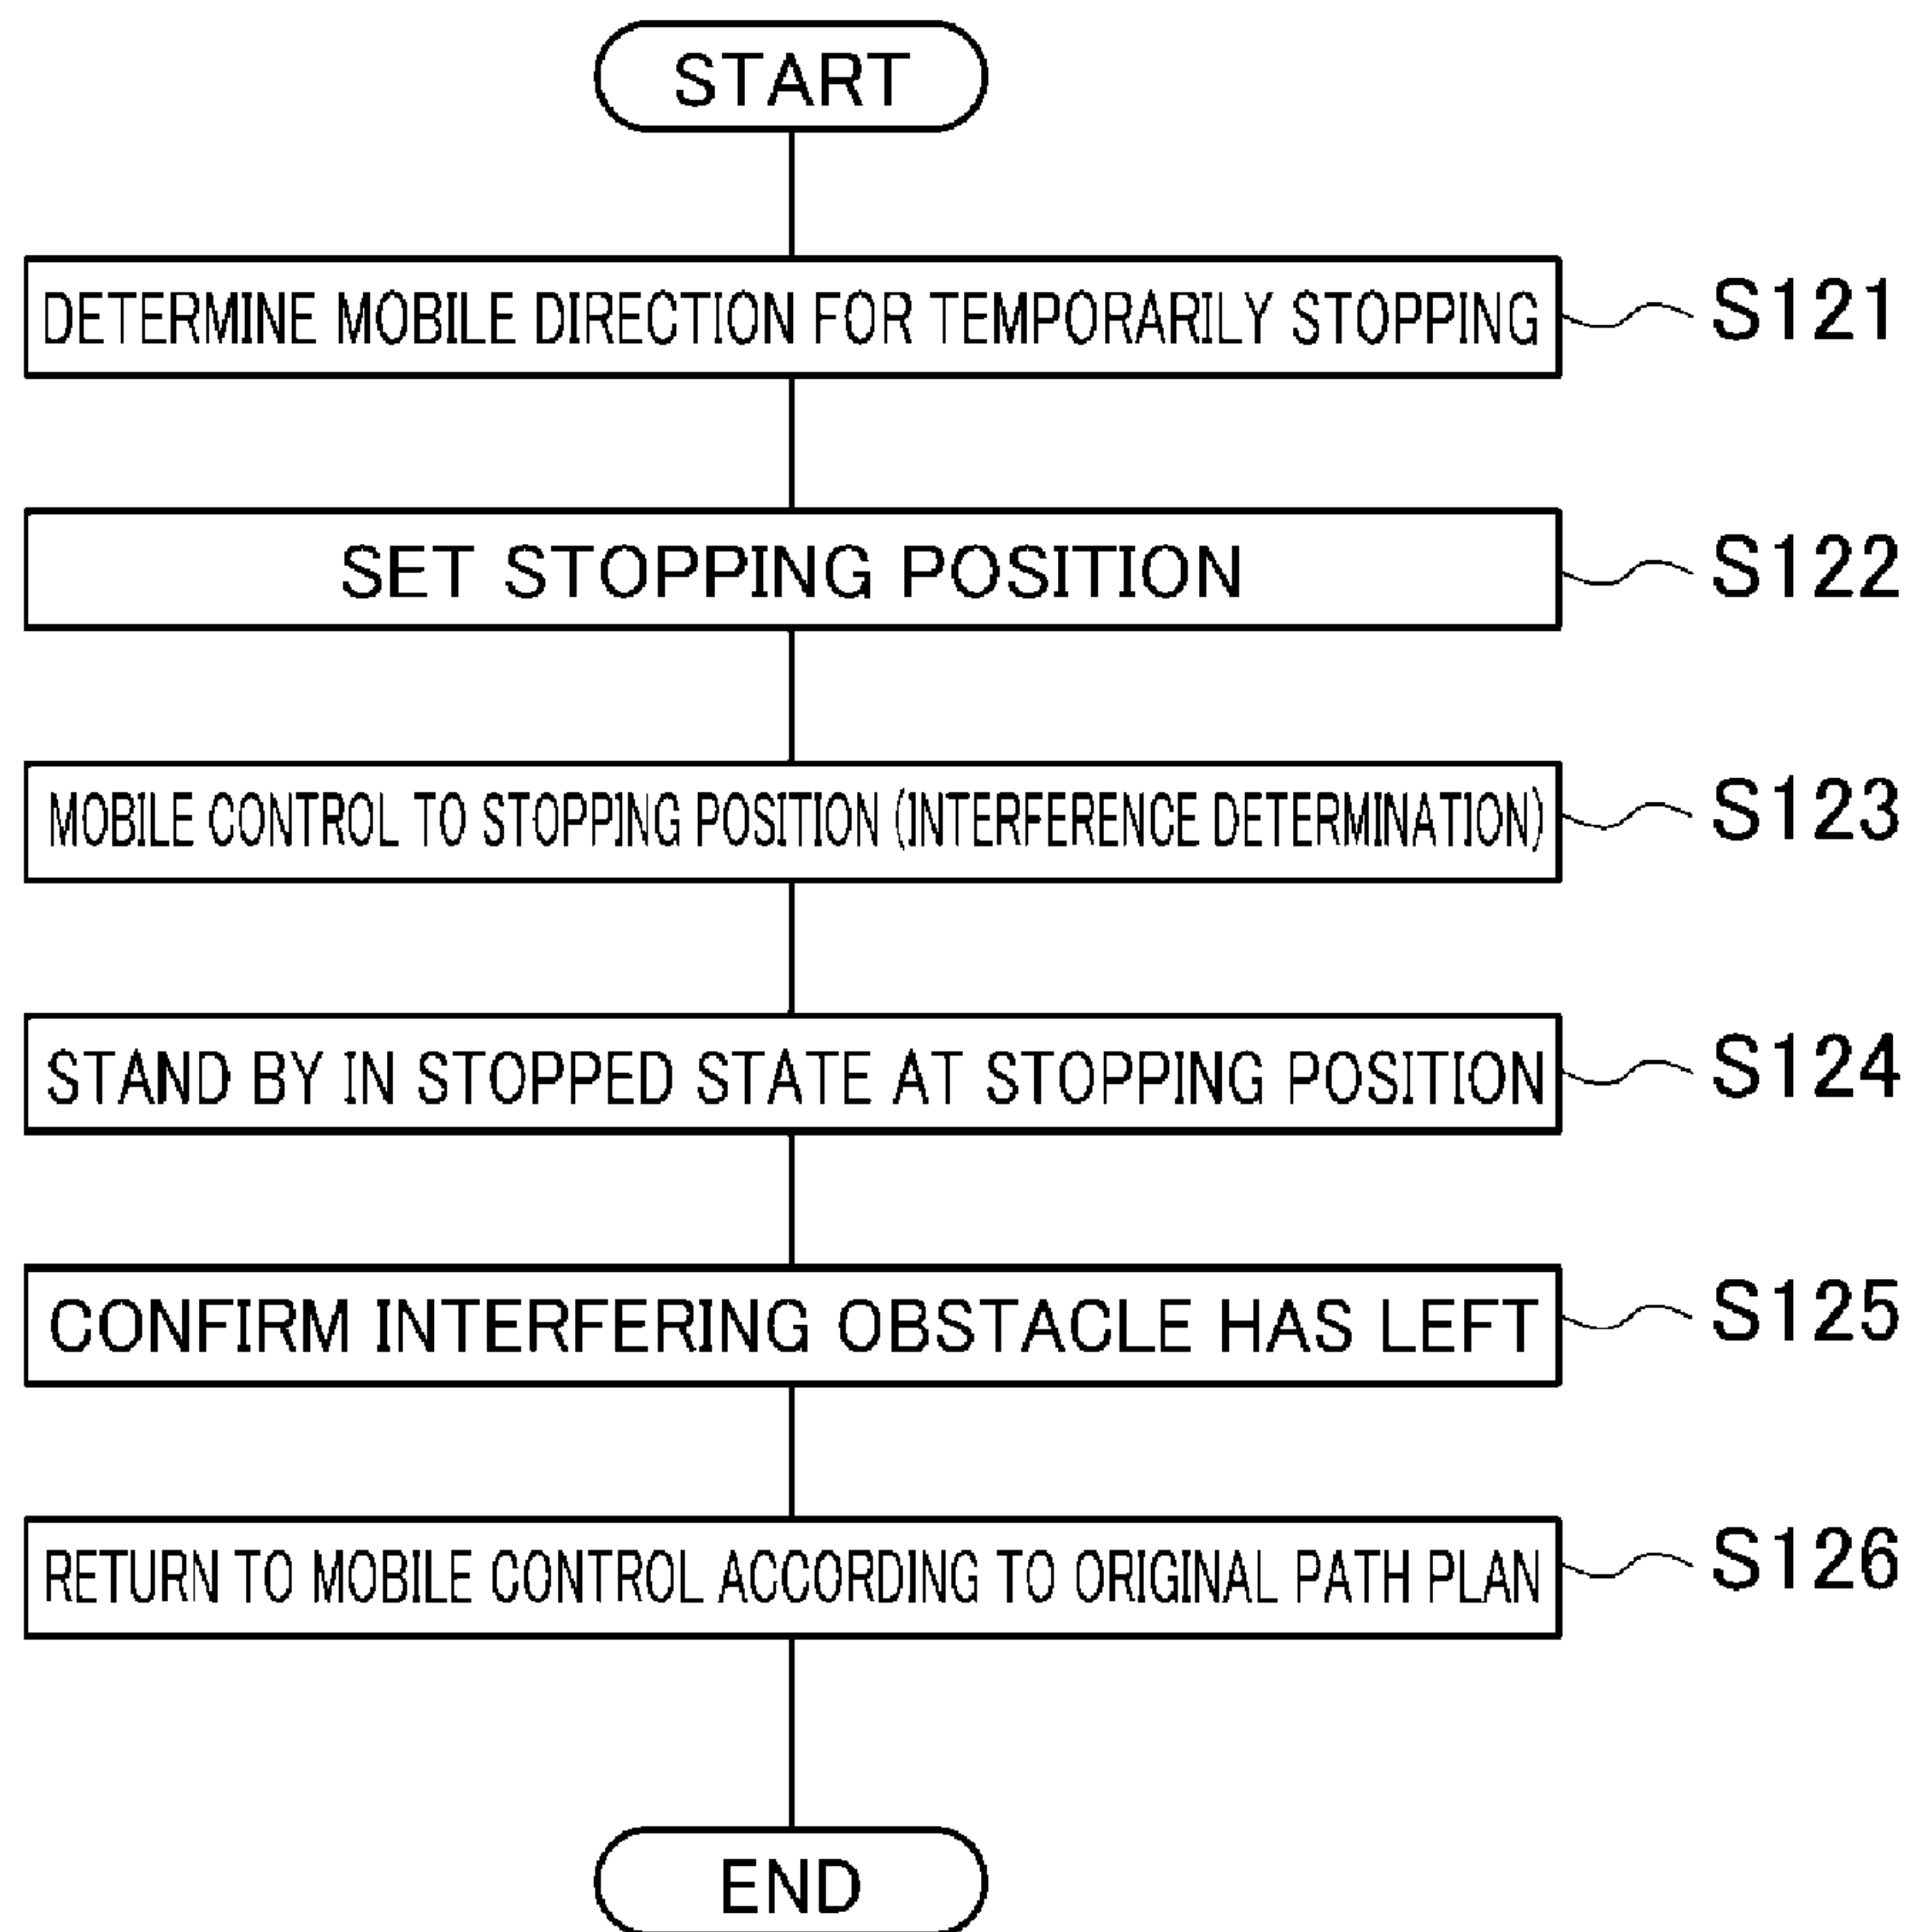 START
DETERMINE MOBILE DIRECTION FOR TEMPORARILY STOPPING
S121
SET STOPPING POSITION
S122
MOBILE CONTROL TO STOPPING POSITION (INTERFERENCE DETERMINATION)
S123
STAND BY IN STOPPED STATE AT STOPPING POSITION
S124
CONFIRM INTERFERING OBSTACLE HAS LEFT
S125
RETURN TO MOBILE CONTROL ACCORDING TO ORIGINAL PATH PLAN
S126
END